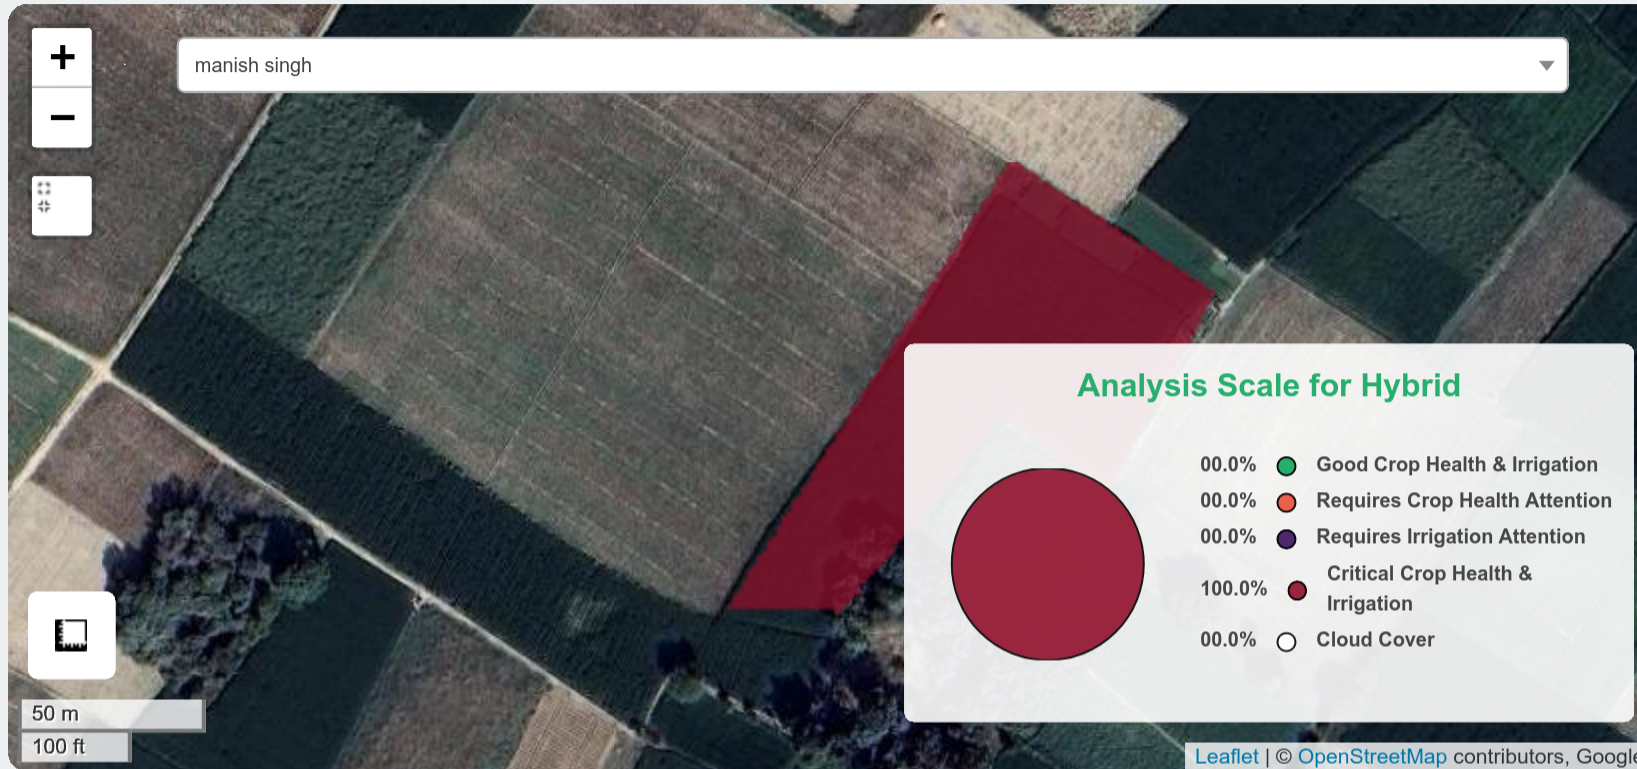 +
manish singh
−
Analysis Scale for Hybrid
00.0% Good Crop Health & Irrigation
00.0% Requires Crop Health Attention
00.0% Requires Irrigation Attention
100.0% Critical Crop Health &
Irrigation
00.0% Cloud Cover
50 m
100 ft
Leaflet | © OpenStreetMap contributors, Google